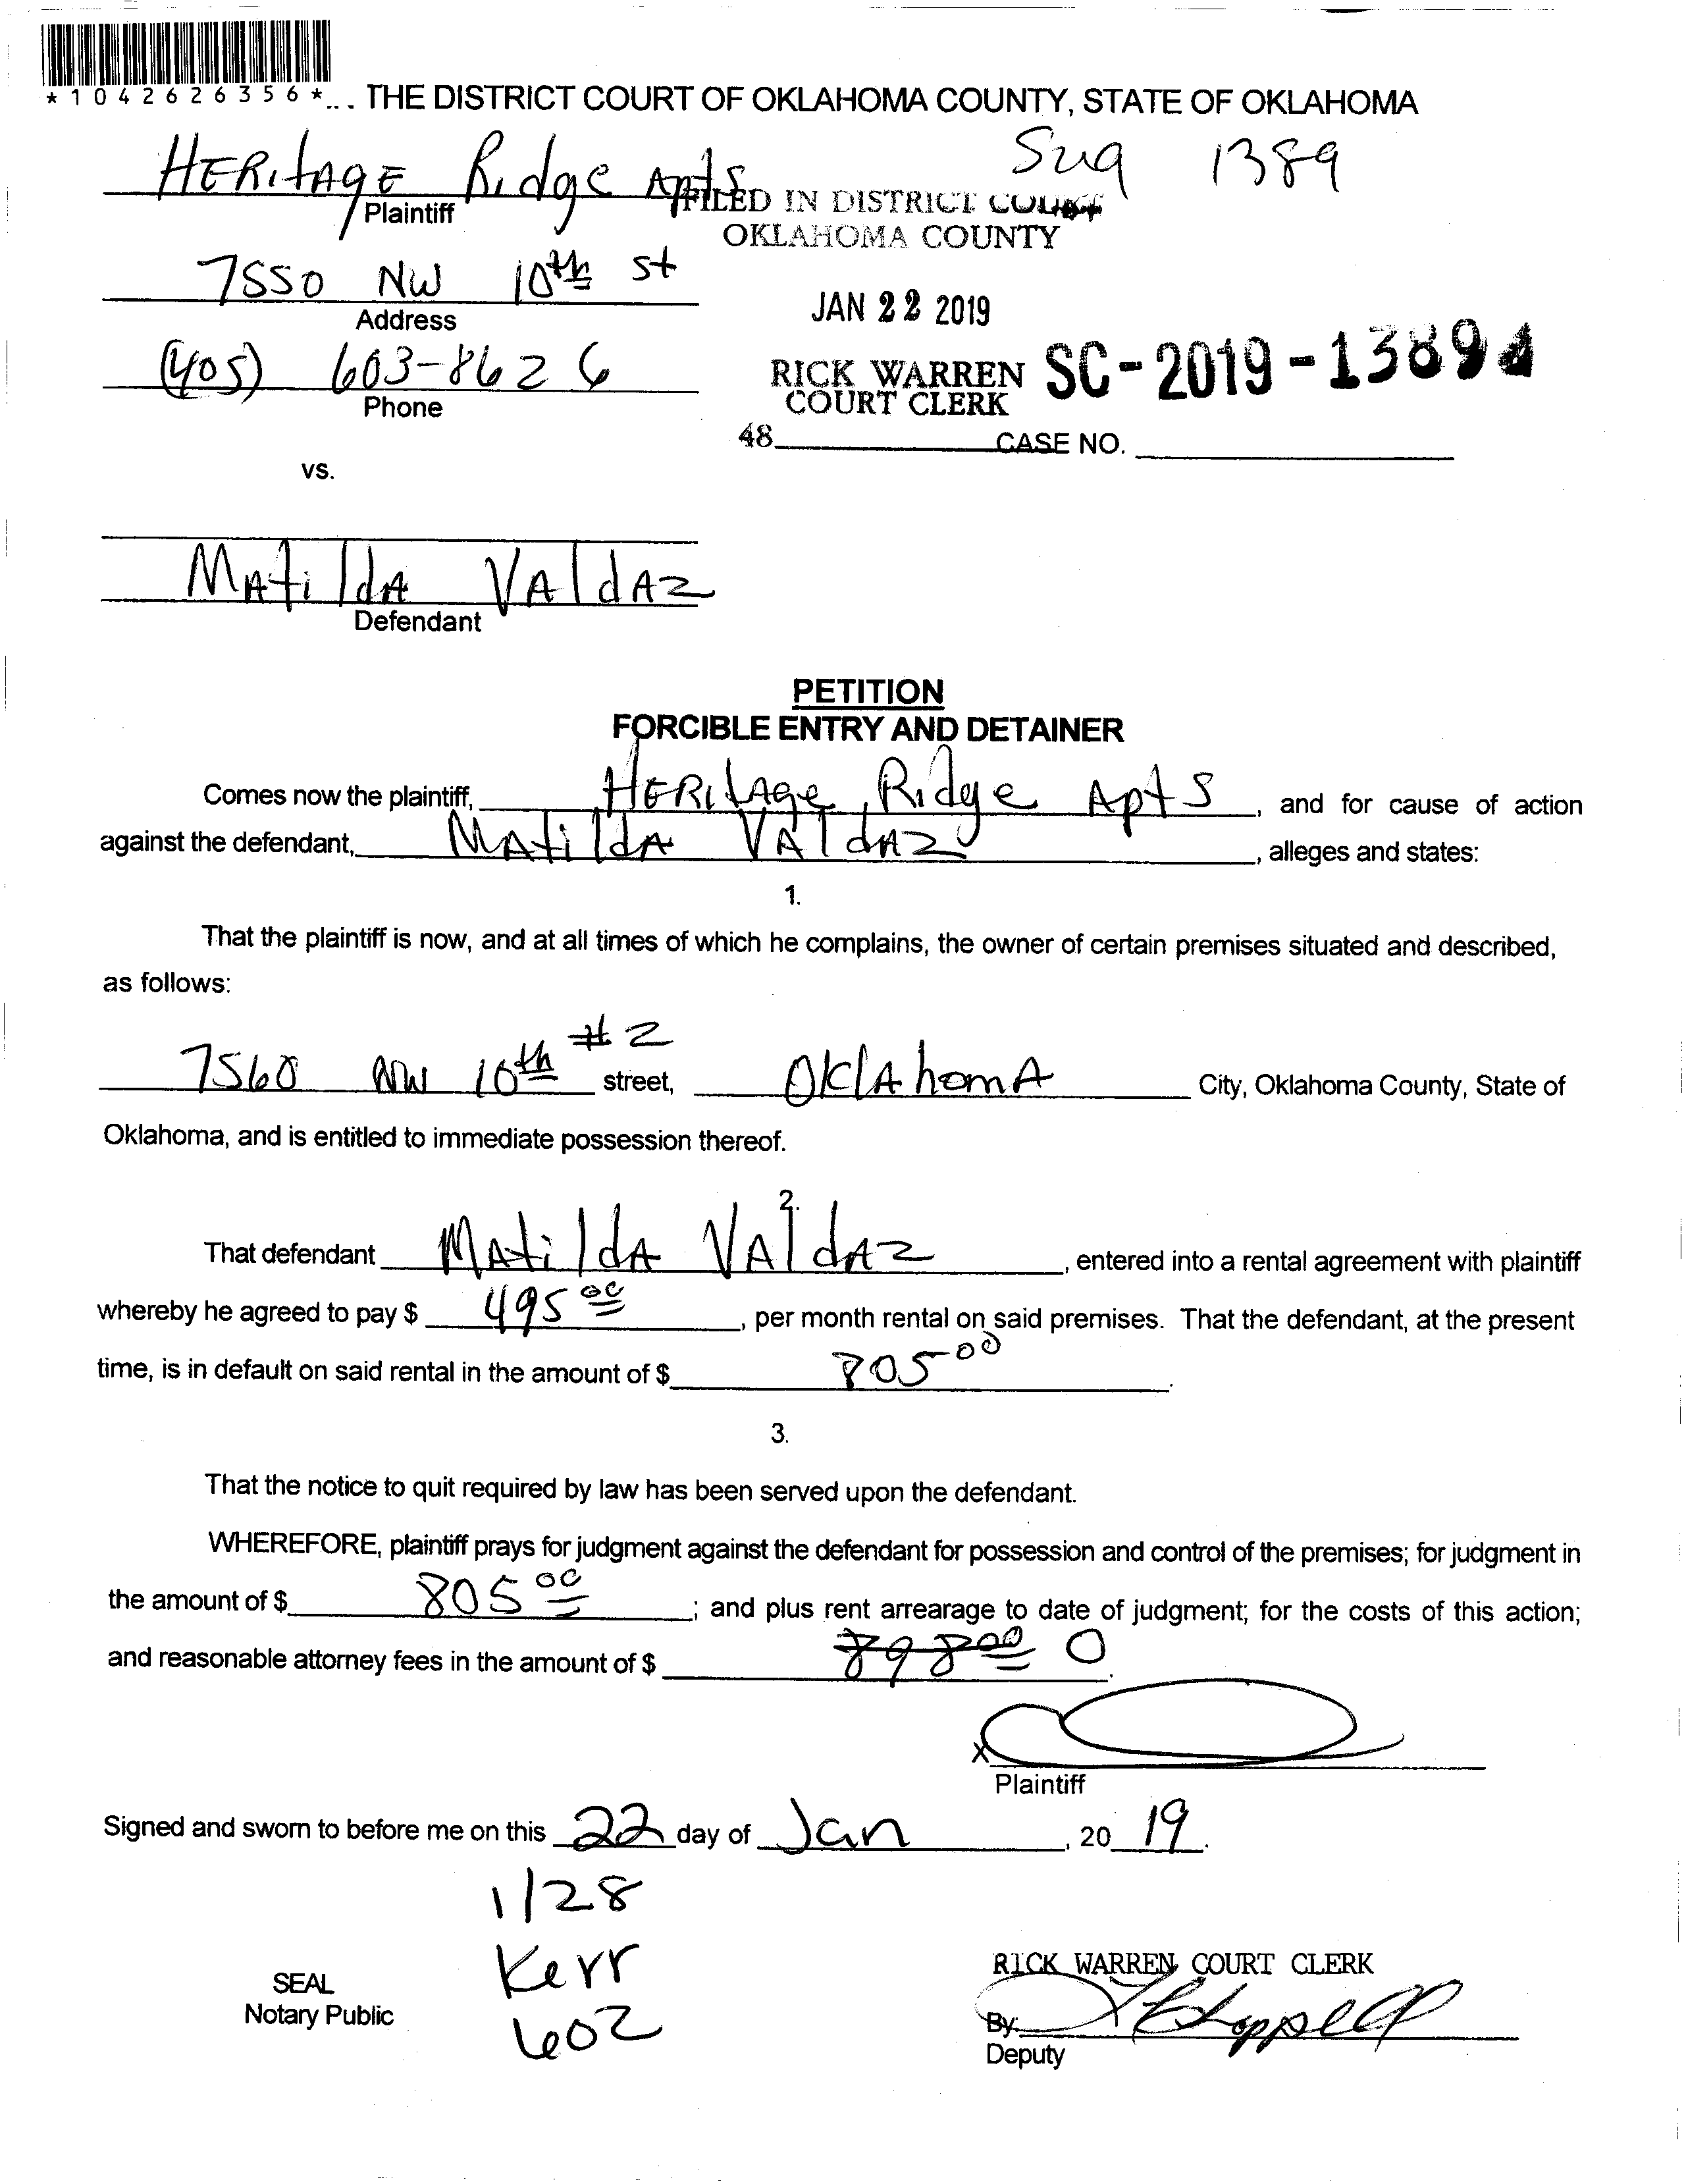 *1042626356*... THE DISTRICT COURT OF OKLAHOMA COUNTY, STATE OF OKLAHOMA
HERitAgE Ridge Apts 1389
Plaintiff
FILED IN DISTRICT COURT
OKLAHOMA COUNTY
7550 NW 10th st
Address
JAN 22 2019
(405) 603-8626
Phone
RICK WARREN
COURT CLERK
SC-2019-1389
48 CASE NO.
vs.
MAtildA VAldAz
Defendant
PETITION
FORCIBLE ENTRY AND DETAINER
Comes now the plaintiff, HERitAge Ridge Apts, and for cause of action
against the defendant, MAtildA VAldAz, alleges and states:
1.
That the plaintiff is now, and at all times of which he complains, the owner of certain premises situated and described,
as follows:
7560 NW 10th #2 street, OklAhomA City, Oklahoma County, State of
Oklahoma, and is entitled to immediate possession thereof.
2.
That defendant MAtildA VAldAz, entered into a rental agreement with plaintiff
whereby he agreed to pay $ 495 00, per month rental on said premises. That the defendant, at the present
time, is in default on said rental in the amount of $ 805 00.
3.
That the notice to quit required by law has been served upon the defendant.
WHEREFORE, plaintiff prays for judgment against the defendant for possession and control of the premises; for judgment in
the amount of $ 805 00; and plus rent arrearage to date of judgment; for the costs of this action;
and reasonable attorney fees in the amount of $ 898 00 0.
X
Plaintiff
Signed and sworn to before me on this 22 day of Jan, 20 19.
1/28
Kerr
602
SEAL
Notary Public
RICK WARREN, COURT CLERK
By:
Deputy